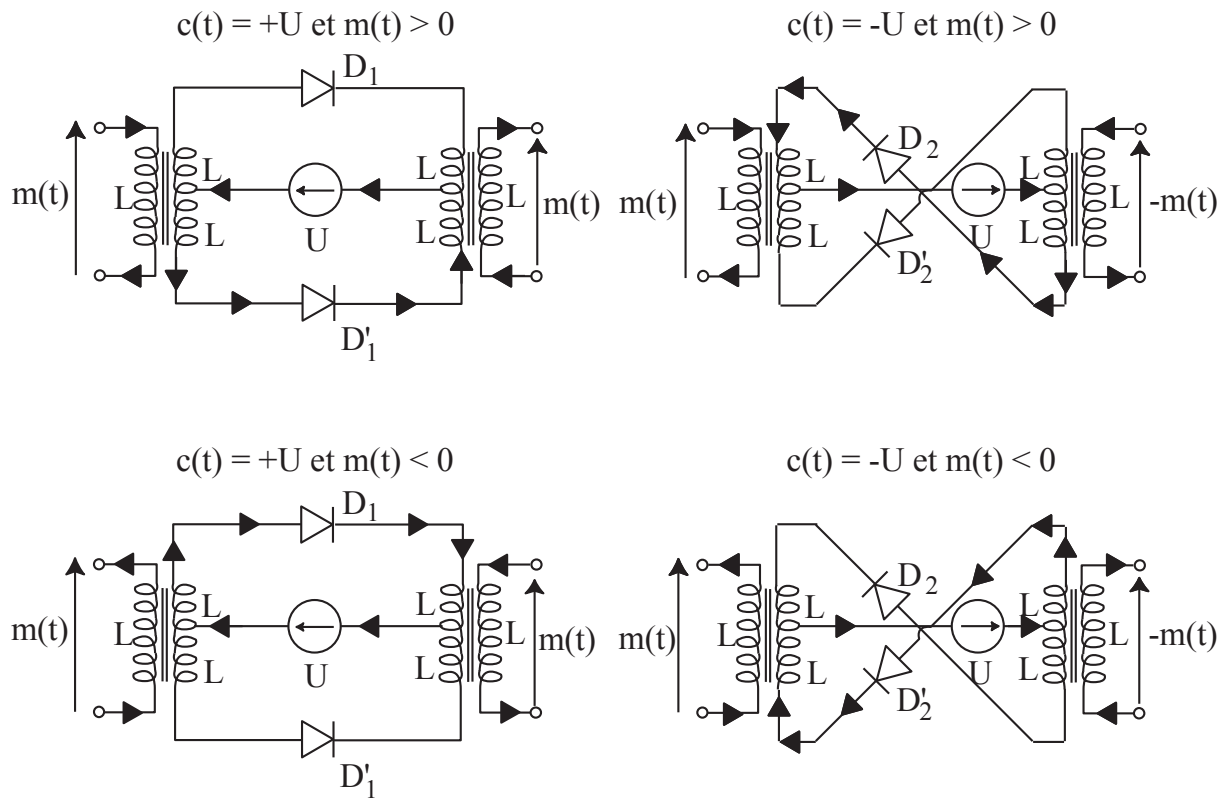 c(t) = +U et m(t) > 0
D1
m(t)
L
L
L
U
L
L
L
m(t)
D'1
c(t) = -U et m(t) > 0
D2
m(t)
L
L
L
U
L
L
L
-m(t)
D'2
c(t) = +U et m(t) < 0
D1
m(t)
L
L
L
U
L
L
L
m(t)
D'1
c(t) = -U et m(t) < 0
D2
m(t)
L
L
L
U
L
L
L
-m(t)
D'2